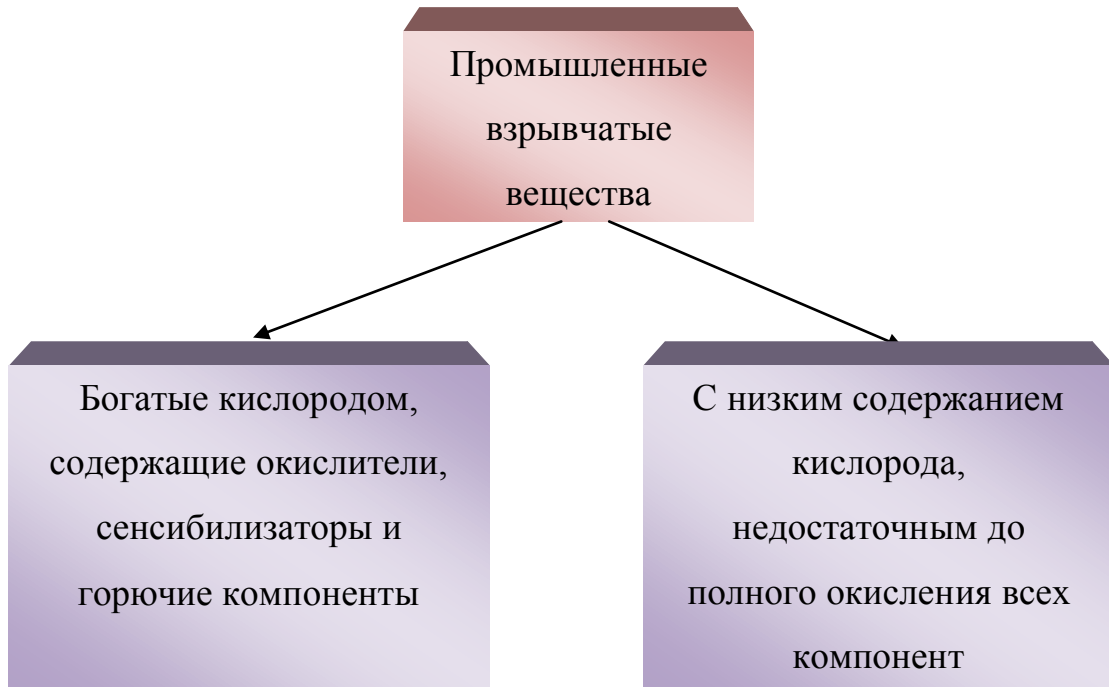 Промышленные
взрывчатые
вещества
Богатые кислородом,
содержащие окислители,
сенсибилизаторы и
горючие компоненты
С низким содержанием
кислорода,
недостаточным до
полного окисления всех
компонент